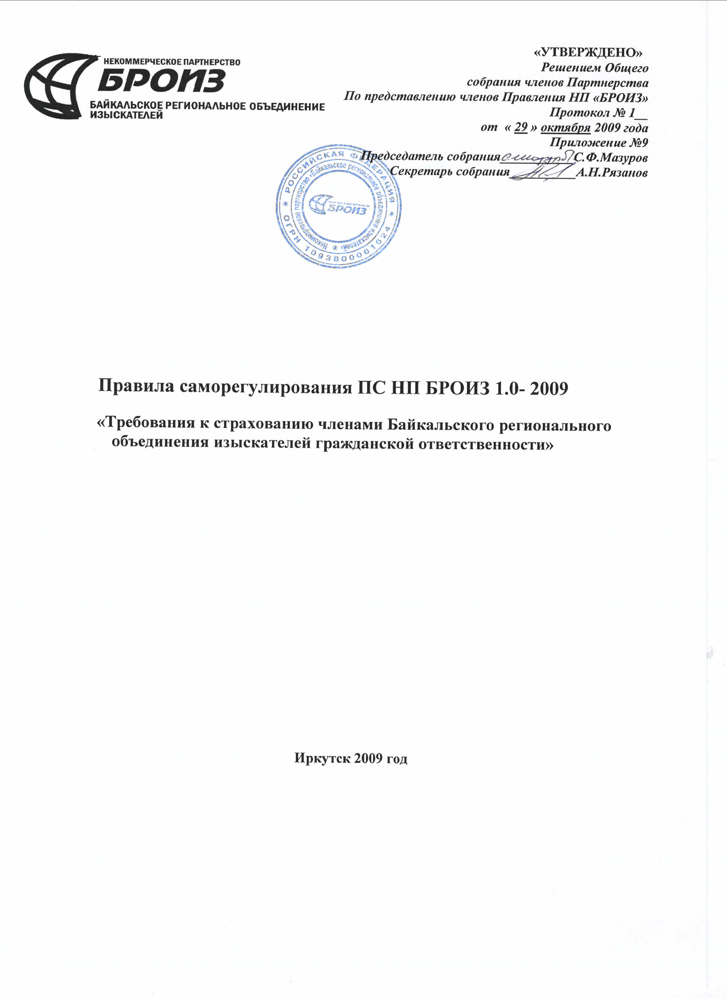 НЕКОММЕРЧЕСКОЕ ПАРТНЕРСТВО
БРОИЗ
БАЙКАЛЬСКОЕ РЕГИОНАЛЬНОЕ ОБЪЕДИНЕНИЕ
ИЗЫСКАТЕЛЕЙ
«УТВЕРЖДЕНО»
Решением Общего
собрания членов Партнерства
По представлению членов Правления НП «БРОИЗ»
Протокол № 1__
от « 29 » октября 2009 года
Приложение №9
Председатель собрания___________С.Ф.Мазуров
Секретарь собрания__________А.Н.Рязанов
РОССИЙСКАЯ ФЕДЕРАЦИЯ
ОГРН 1093800001624
Некоммерческое партнерство «Байкальское региональное объединение изыскателей»
БРОИЗ
Правила саморегулирования ПС НП БРОИЗ 1.0- 2009
«Требования к страхованию членами Байкальского регионального
объединения изыскателей гражданской ответственности»
Иркутск 2009 год